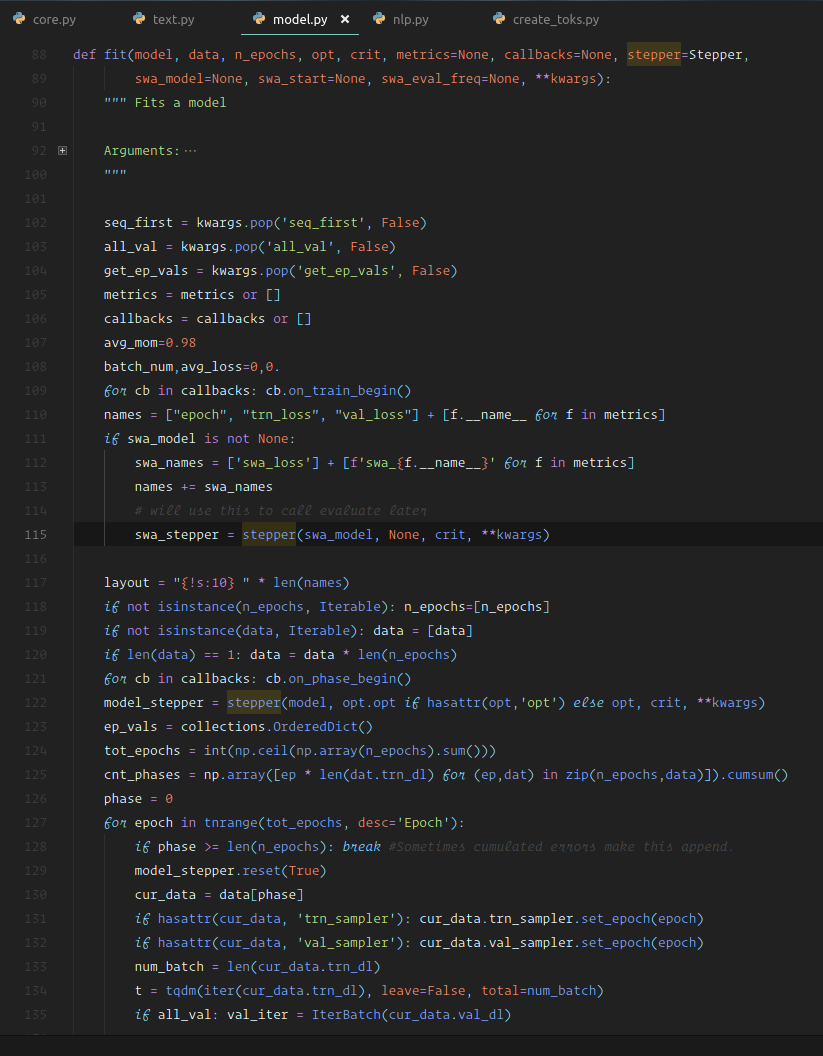 core.py text.py model.py × nlp.py create_toks.py
88 def fit(model, data, n_epochs, opt, crit, metrics=None, callbacks=None, stepper=Stepper,
89 swa_model=None, swa_start=None, swa_eval_freq=None, **kwargs):
90 """ Fits a model
91
92 Arguments:···
100 """
101
102 seq_first = kwargs.pop('seq_first', False)
103 all_val = kwargs.pop('all_val', False)
104 get_ep_vals = kwargs.pop('get_ep_vals', False)
105 metrics = metrics or []
106 callbacks = callbacks or []
107 avg_mom=0.98
108 batch_num,avg_loss=0,0.
109 for cb in callbacks: cb.on_train_begin()
110 names = ["epoch", "trn_loss", "val_loss"] + [f.__name__ for f in metrics]
111 if swa_model is not None:
112 swa_names = ['swa_loss'] + [f'swa_{f.__name__}' for f in metrics]
113 names += swa_names
114 # will use this to call evaluate later
115 swa_stepper = stepper(swa_model, None, crit, **kwargs)
116
117 layout = "{!s:10} " * len(names)
118 if not isinstance(n_epochs, Iterable): n_epochs=[n_epochs]
119 if not isinstance(data, Iterable): data = [data]
120 if len(data) == 1: data = data * len(n_epochs)
121 for cb in callbacks: cb.on_phase_begin()
122 model_stepper = stepper(model, opt.opt if hasattr(opt,'opt') else opt, crit, **kwargs)
123 ep_vals = collections.OrderedDict()
124 tot_epochs = int(np.ceil(np.array(n_epochs).sum()))
125 cnt_phases = np.array([ep * len(dat.trn_dl) for (ep,dat) in zip(n_epochs,data)]).cumsum()
126 phase = 0
127 for epoch in tnrange(tot_epochs, desc='Epoch'):
128 if phase >= len(n_epochs): break #Sometimes cumulated errors make this append.
129 model_stepper.reset(True)
130 cur_data = data[phase]
131 if hasattr(cur_data, 'trn_sampler'): cur_data.trn_sampler.set_epoch(epoch)
132 if hasattr(cur_data, 'val_sampler'): cur_data.val_sampler.set_epoch(epoch)
133 num_batch = len(cur_data.trn_dl)
134 t = tqdm(iter(cur_data.trn_dl), leave=False, total=num_batch)
135 if all_val: val_iter = IterBatch(cur_data.val_dl)